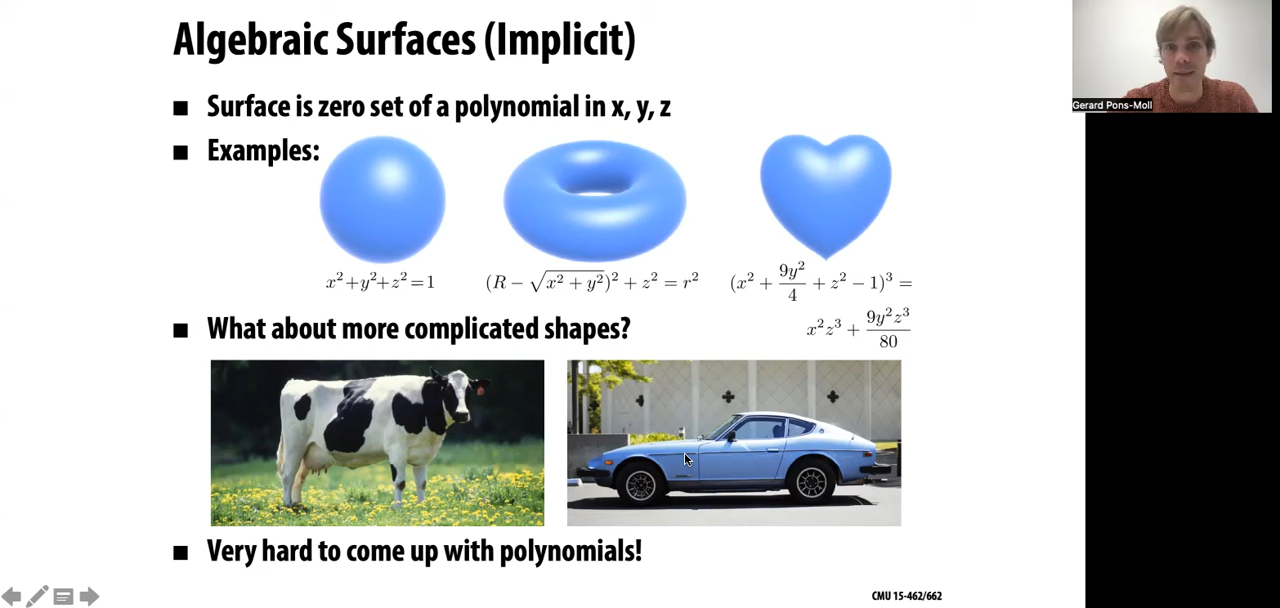 Algebraic Surfaces (Implicit)
Gerard Pons-Moll
■ Surface is zero set of a polynomial in x, y, z
■ Examples:
x²+y²+z²=1
(R − √(x² + y²))² + z² = r²
(x² + 9y²/4 + z² − 1)³ =
x²z³ + 9y²z³/80
■ What about more complicated shapes?
■ Very hard to come up with polynomials!
CMU 15-462/662